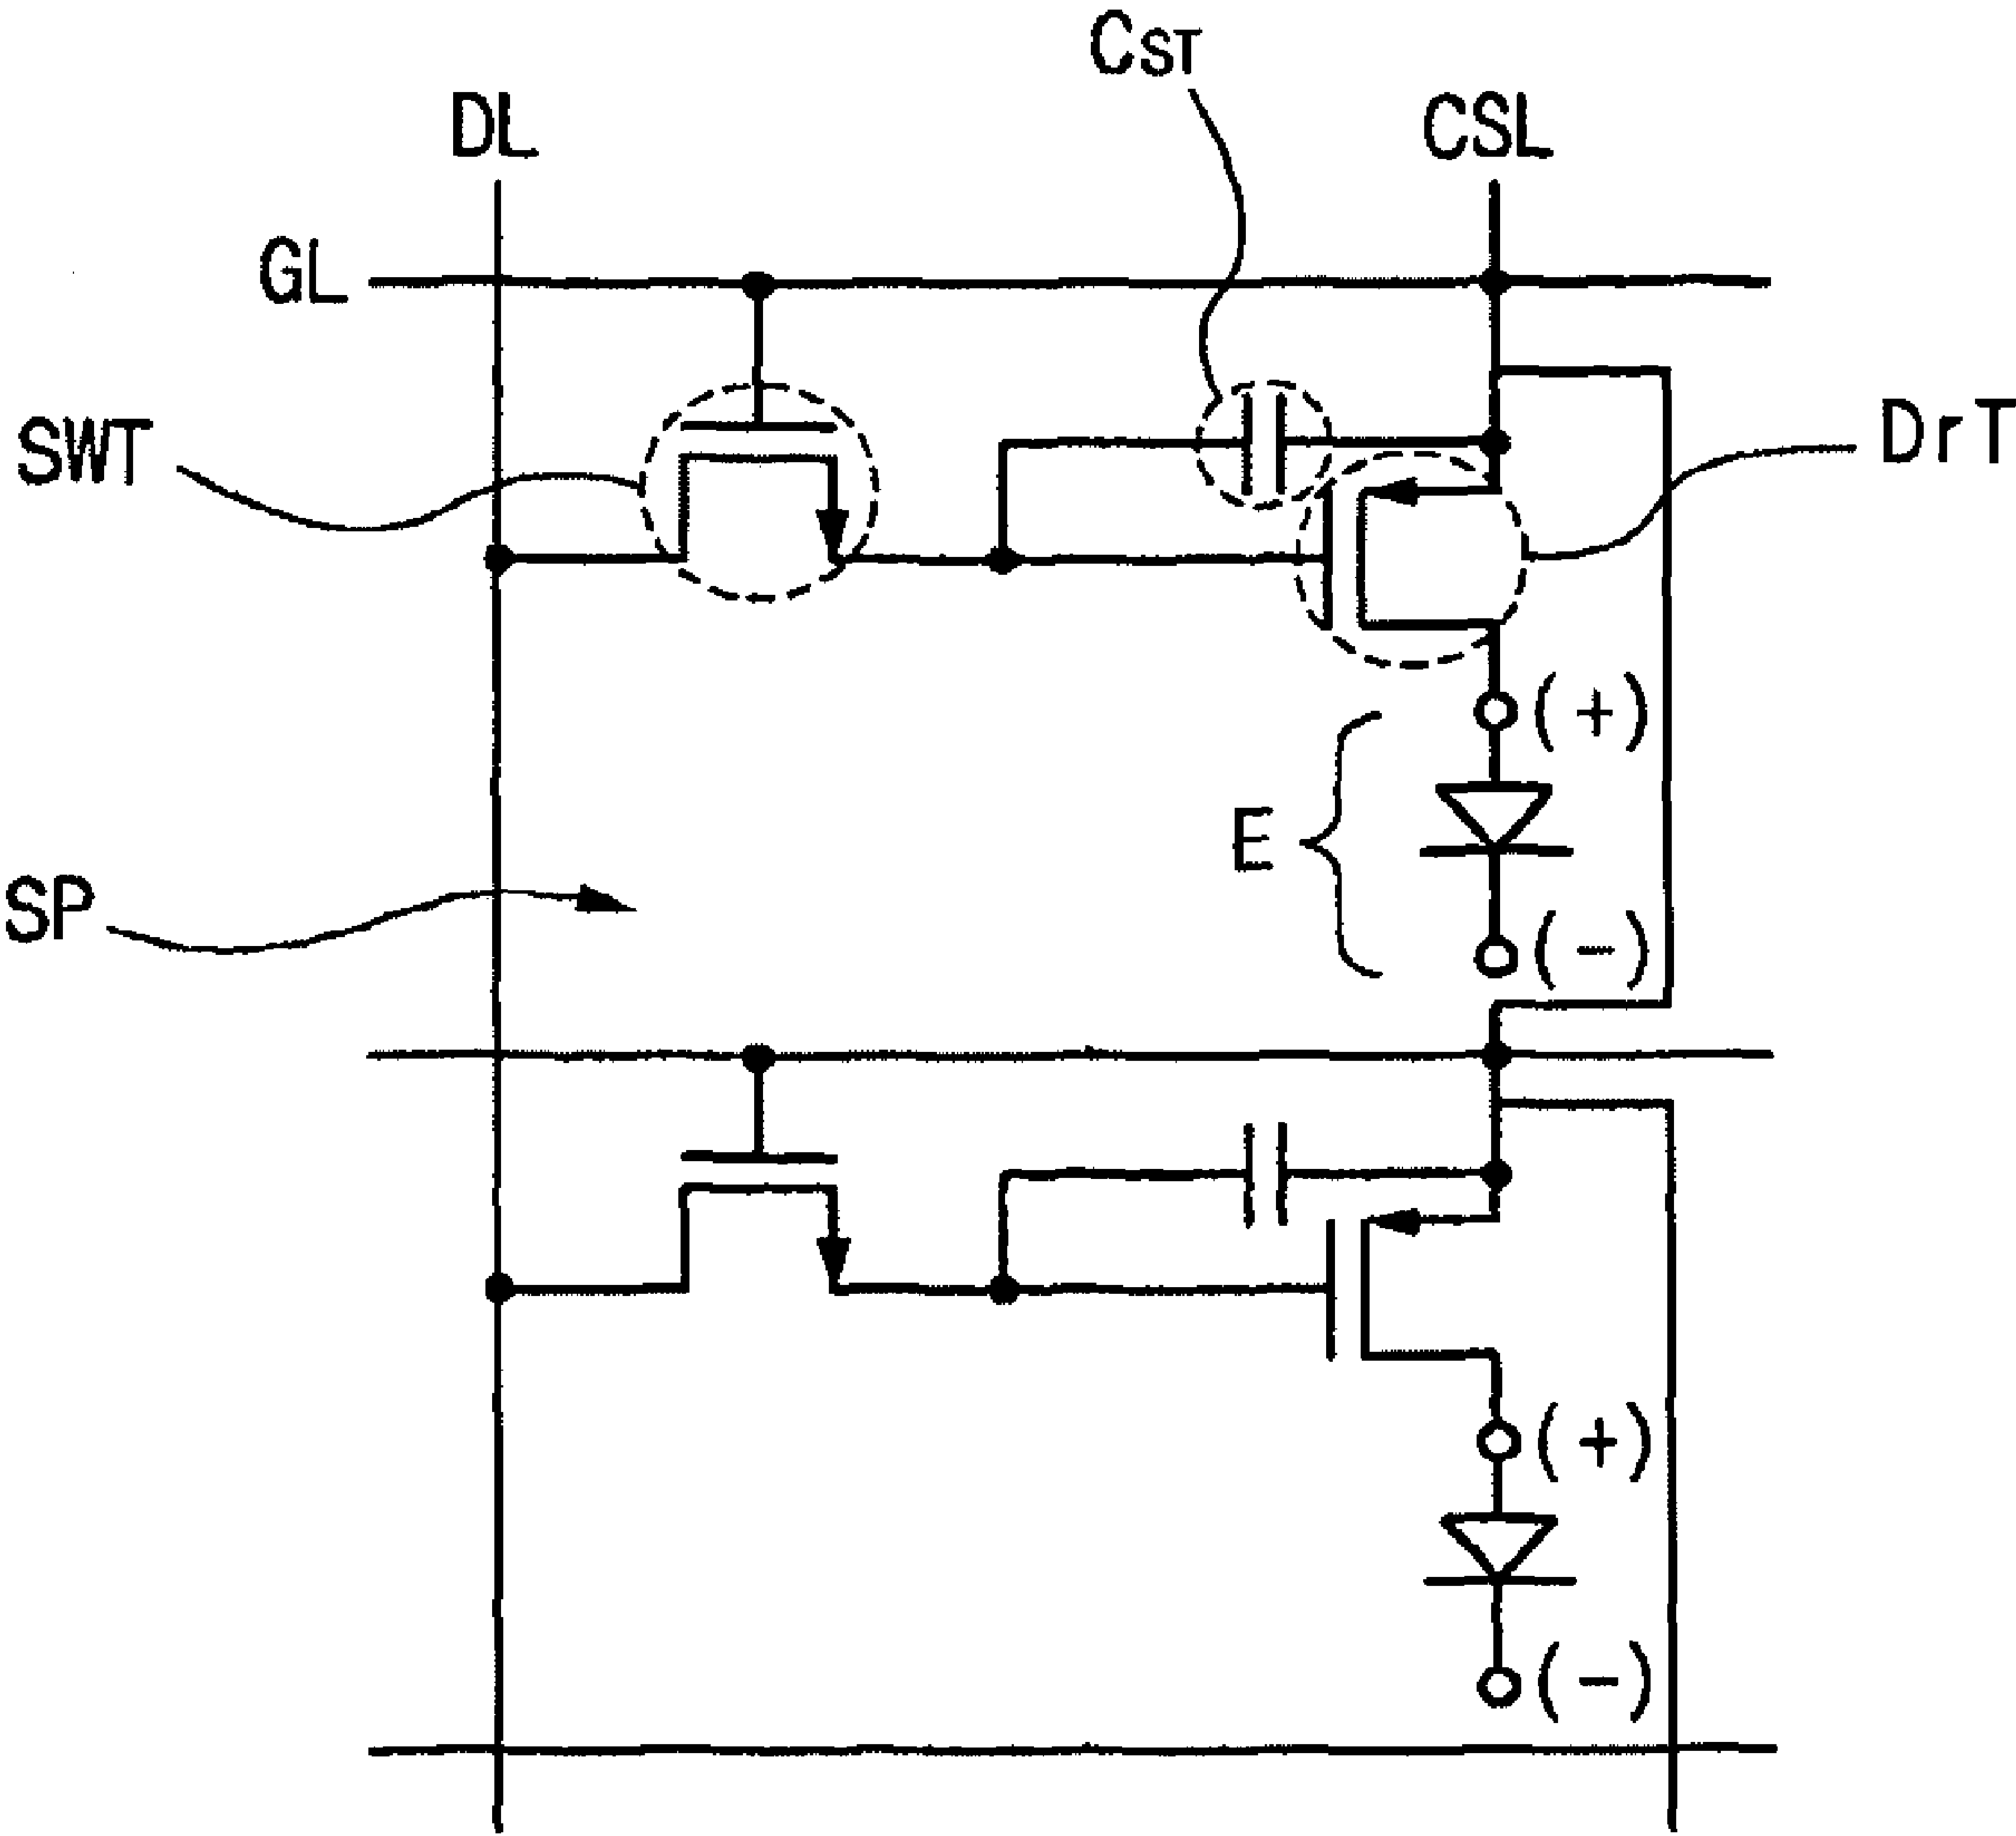 CST
DL
CSL
GL
SWT
DrT
(+)
E
SP
(-)
(+)
(-)